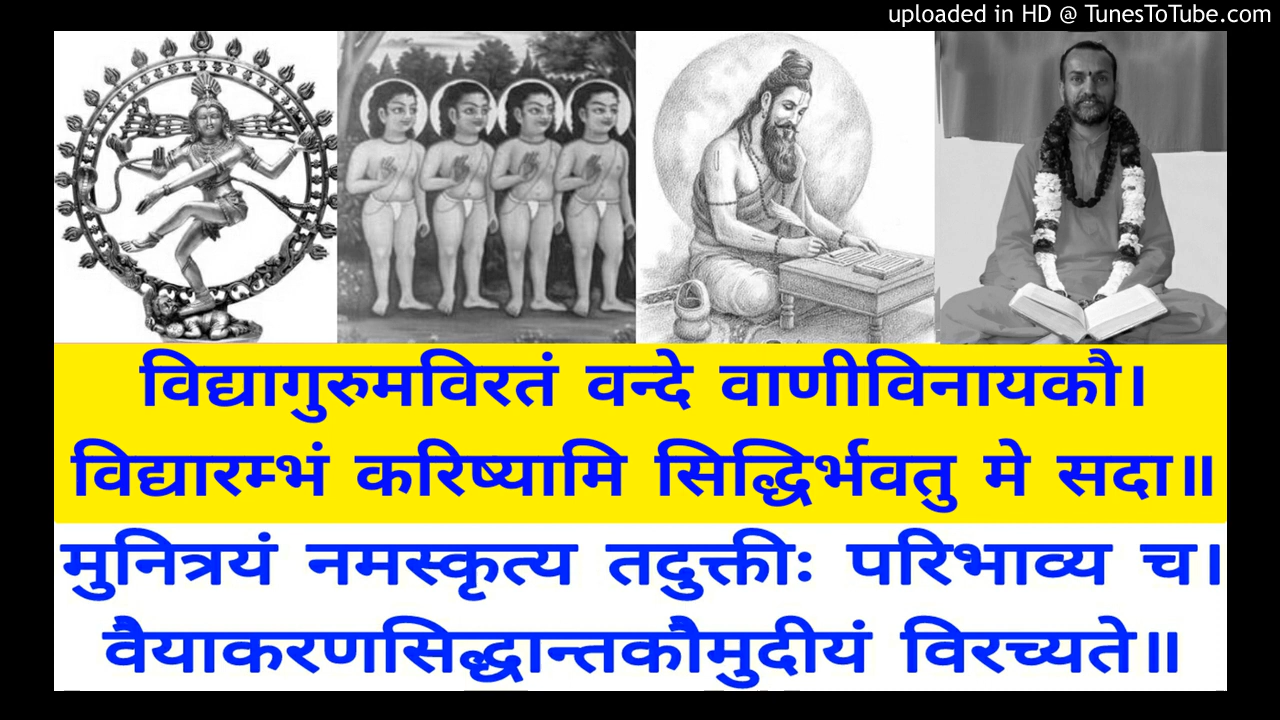 uploaded in HD @ TunesToTube.com
विद्यागुरुमविरतं वन्दे वाणीविनायकौ।
विद्यारम्भं करिष्यामि सिद्धिर्भवतु मे सदा॥
मुनित्रयं नमस्कृत्य तदुक्तीः परिभाव्य च।
वैयाकरणसिद्धान्तकौमुदीयं विरच्यते॥